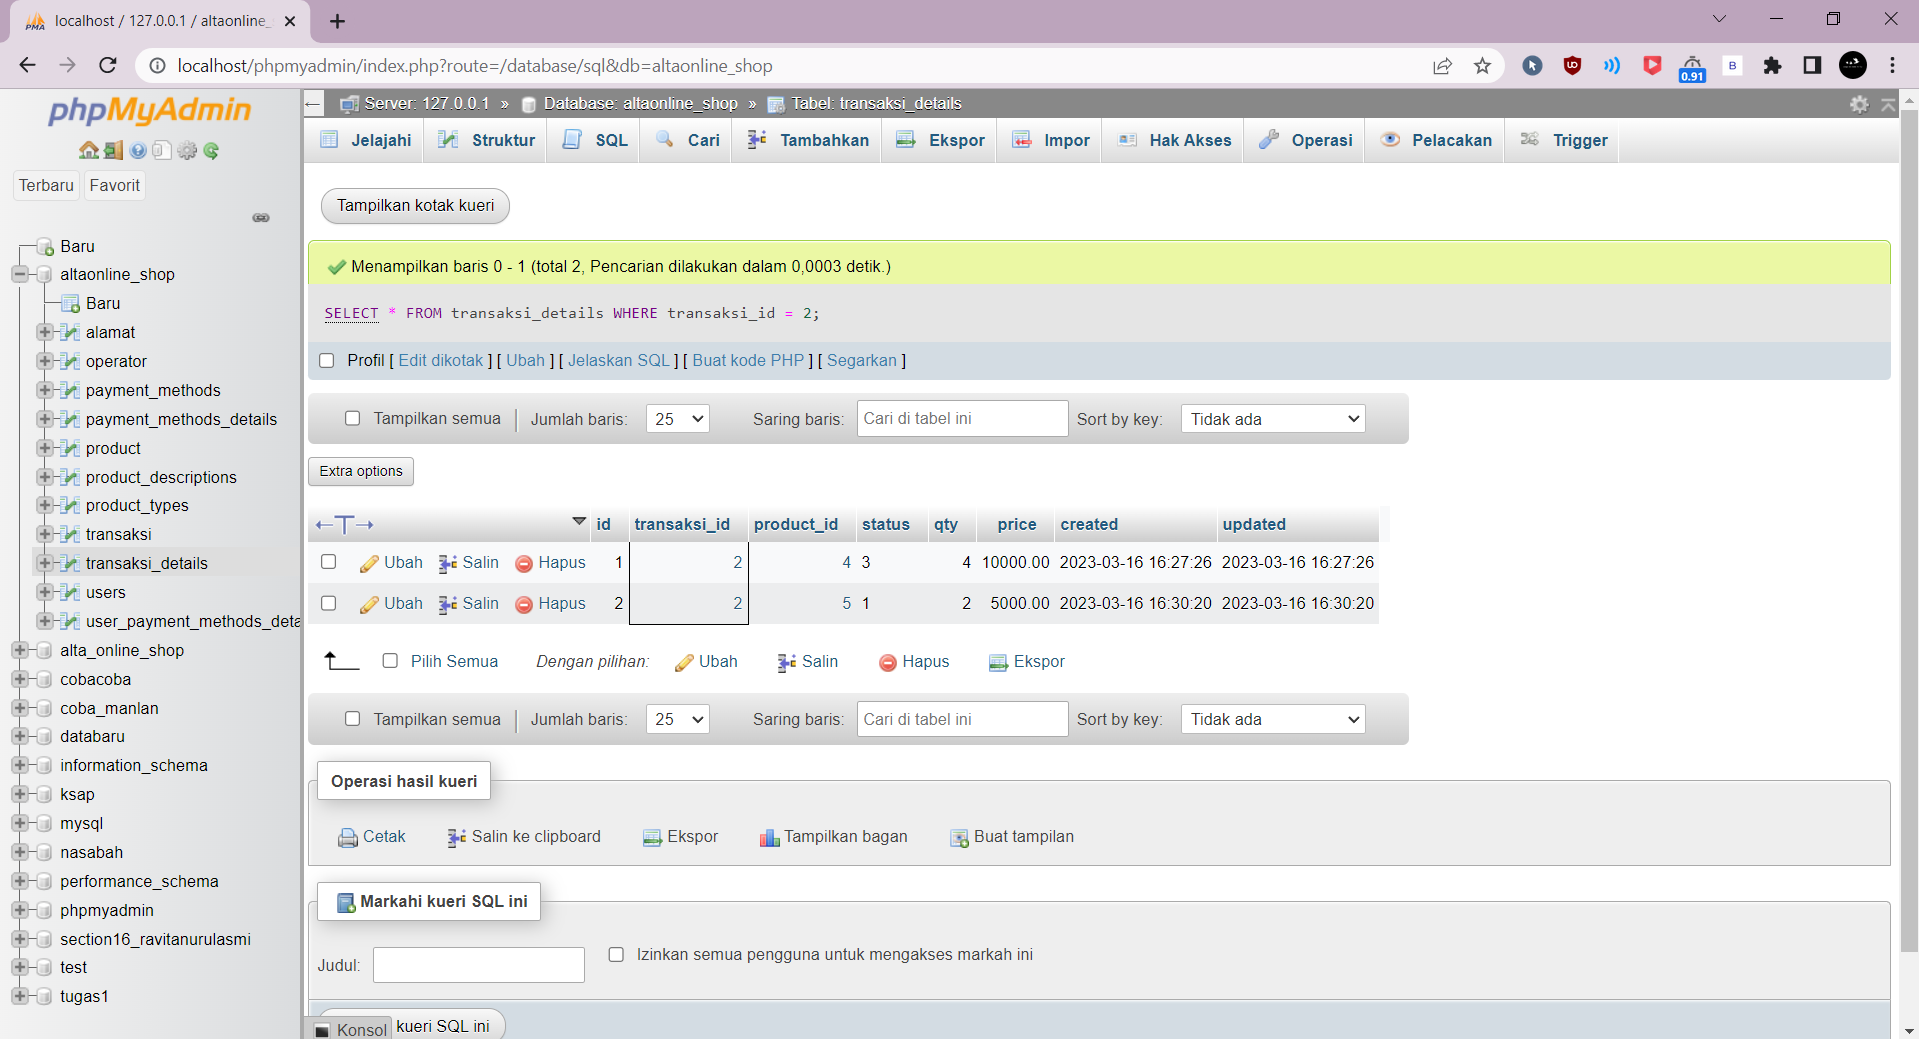 localhost / 127.0.0.1 / altaonline_
localhost/phpmyadmin/index.php?route=/database/sql&db=altaonline_shop
0.91
B
phpMyAdmin
Terbaru Favorit
Baru
altaonline_shop
Baru
alamat
operator
payment_methods
payment_methods_details
product
product_descriptions
product_types
transaksi
transaksi_details
users
user_payment_methods_deta
alta_online_shop
cobacoba
coba_manlan
databaru
information_schema
ksap
mysql
nasabah
performance_schema
phpmyadmin
section16_ravitanurulasmi
test
tugas1
Server: 127.0.0.1 » Database: altaonline_shop » Tabel: transaksi_details
Jelajahi Struktur SQL Cari Tambahkan Ekspor Impor Hak Akses Operasi Pelacakan Trigger
Tampilkan kotak kueri
Menampilkan baris 0 - 1 (total 2, Pencarian dilakukan dalam 0,0003 detik.)
SELECT * FROM transaksi_details WHERE transaksi_id = 2;
Profil [ Edit dikotak ] [ Ubah ] [ Jelaskan SQL ] [ Buat kode PHP ] [ Segarkan ]
Tampilkan semua Jumlah baris: 25 Saring baris: Cari di tabel ini Sort by key: Tidak ada
Extra options
id transaksi_id product_id status qty price created updated
Ubah Salin Hapus 1 2 4 3 4 10000.00 2023-03-16 16:27:26 2023-03-16 16:27:26
Ubah Salin Hapus 2 2 5 1 2 5000.00 2023-03-16 16:30:20 2023-03-16 16:30:20
Pilih Semua Dengan pilihan: Ubah Salin Hapus Ekspor
Tampilkan semua Jumlah baris: 25 Saring baris: Cari di tabel ini Sort by key: Tidak ada
Operasi hasil kueri
Cetak Salin ke clipboard Ekspor Tampilkan bagan Buat tampilan
Markahi kueri SQL ini
Judul: Izinkan semua pengguna untuk mengakses markah ini
Konsol kueri SQL ini